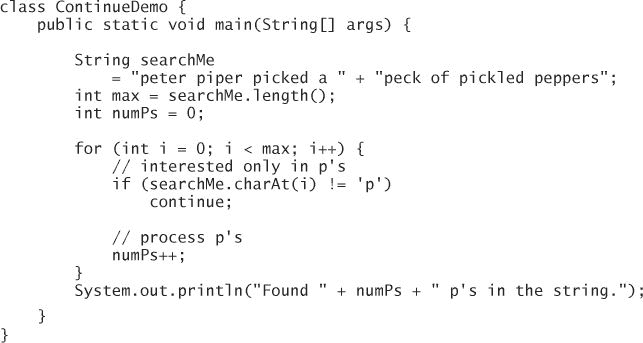 class ContinueDemo {
    public static void main(String[] args) {

        String searchMe
            = "peter piper picked a " + "peck of pickled peppers";
        int max = searchMe.length();
        int numPs = 0;

        for (int i = 0; i < max; i++) {
            // interested only in p's
            if (searchMe.charAt(i) != 'p')
                continue;

            // process p's
            numPs++;
        }
        System.out.println("Found " + numPs + " p's in the string.");
    }
}